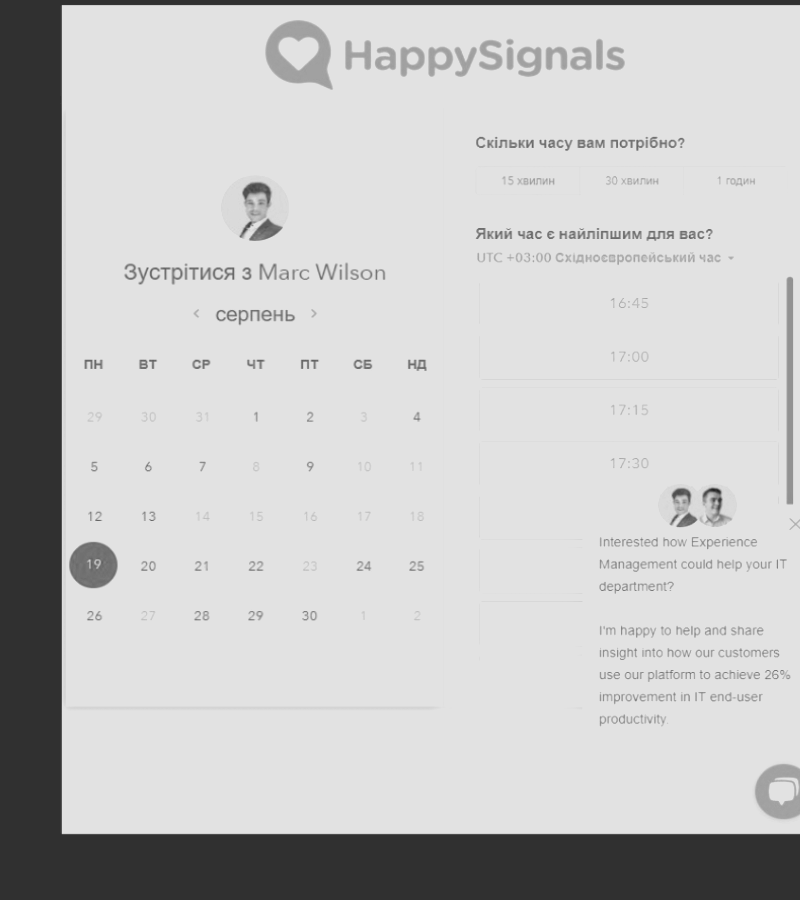 HappySignals
Зустрітися з Marc Wilson
серпень
ПН ВТ СР ЧТ ПТ СБ НД
29 30 31 1 2 3 4
5 6 7 8 9 10 11
12 13 14 15 16 17 18
19 20 21 22 23 24 25
26 27 28 29 30 1 2
Скільки часу вам потрібно?
15 хвилин 30 хвилин 1 годин
Який час є найліпшим для вас?
UTC +03:00 Східноєвропейський час
16:45
17:00
17:15
17:30
Interested how Experience
Management could help your IT
department?
I'm happy to help and share
insight into how our customers
use our platform to achieve 26%
improvement in IT end-user
productivity.